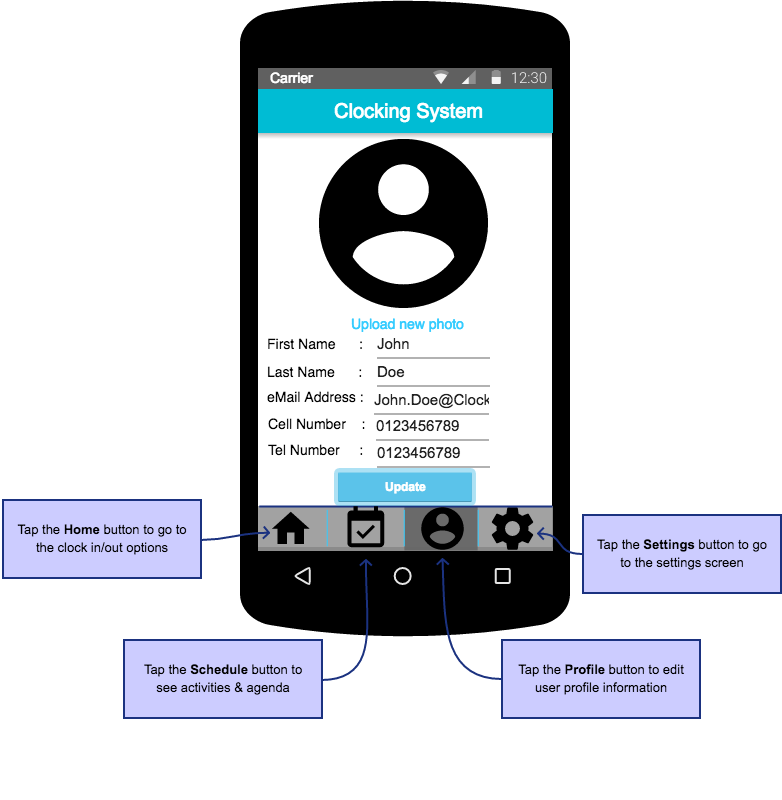 Carrier 12:30
Clocking System
Upload new photo
First Name : John
Last Name : Doe
eMail Address : John.Doe@Clock
Cell Number : 0123456789
Tel Number : 0123456789
Update
Tap the Home button to go to
the clock in/out options
Tap the Settings button to go
to the settings screen
Tap the Schedule button to
see activities & agenda
Tap the Profile button to edit
user profile information